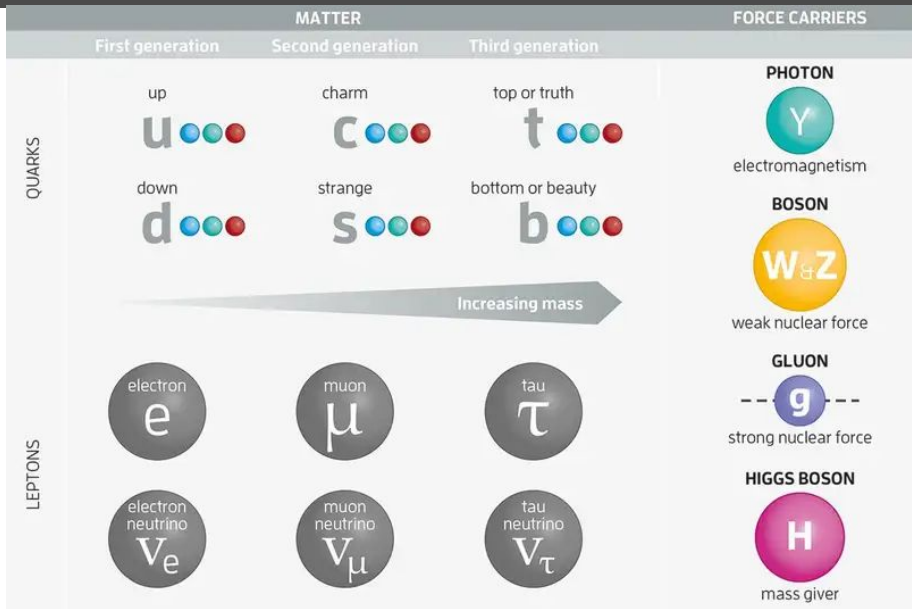 MATTER
FORCE CARRIERS
First generation
Second generation
Third generation
QUARKS
up
u
charm
c
top or truth
t
down
d
strange
s
bottom or beauty
b
Increasing mass
LEPTONS
electron
e
muon
μ
tau
τ
electron
neutrino
νe
muon
neutrino
νμ
tau
neutrino
ντ
PHOTON
γ
electromagnetism
BOSON
W&Z
weak nuclear force
GLUON
g
strong nuclear force
HIGGS BOSON
H
mass giver